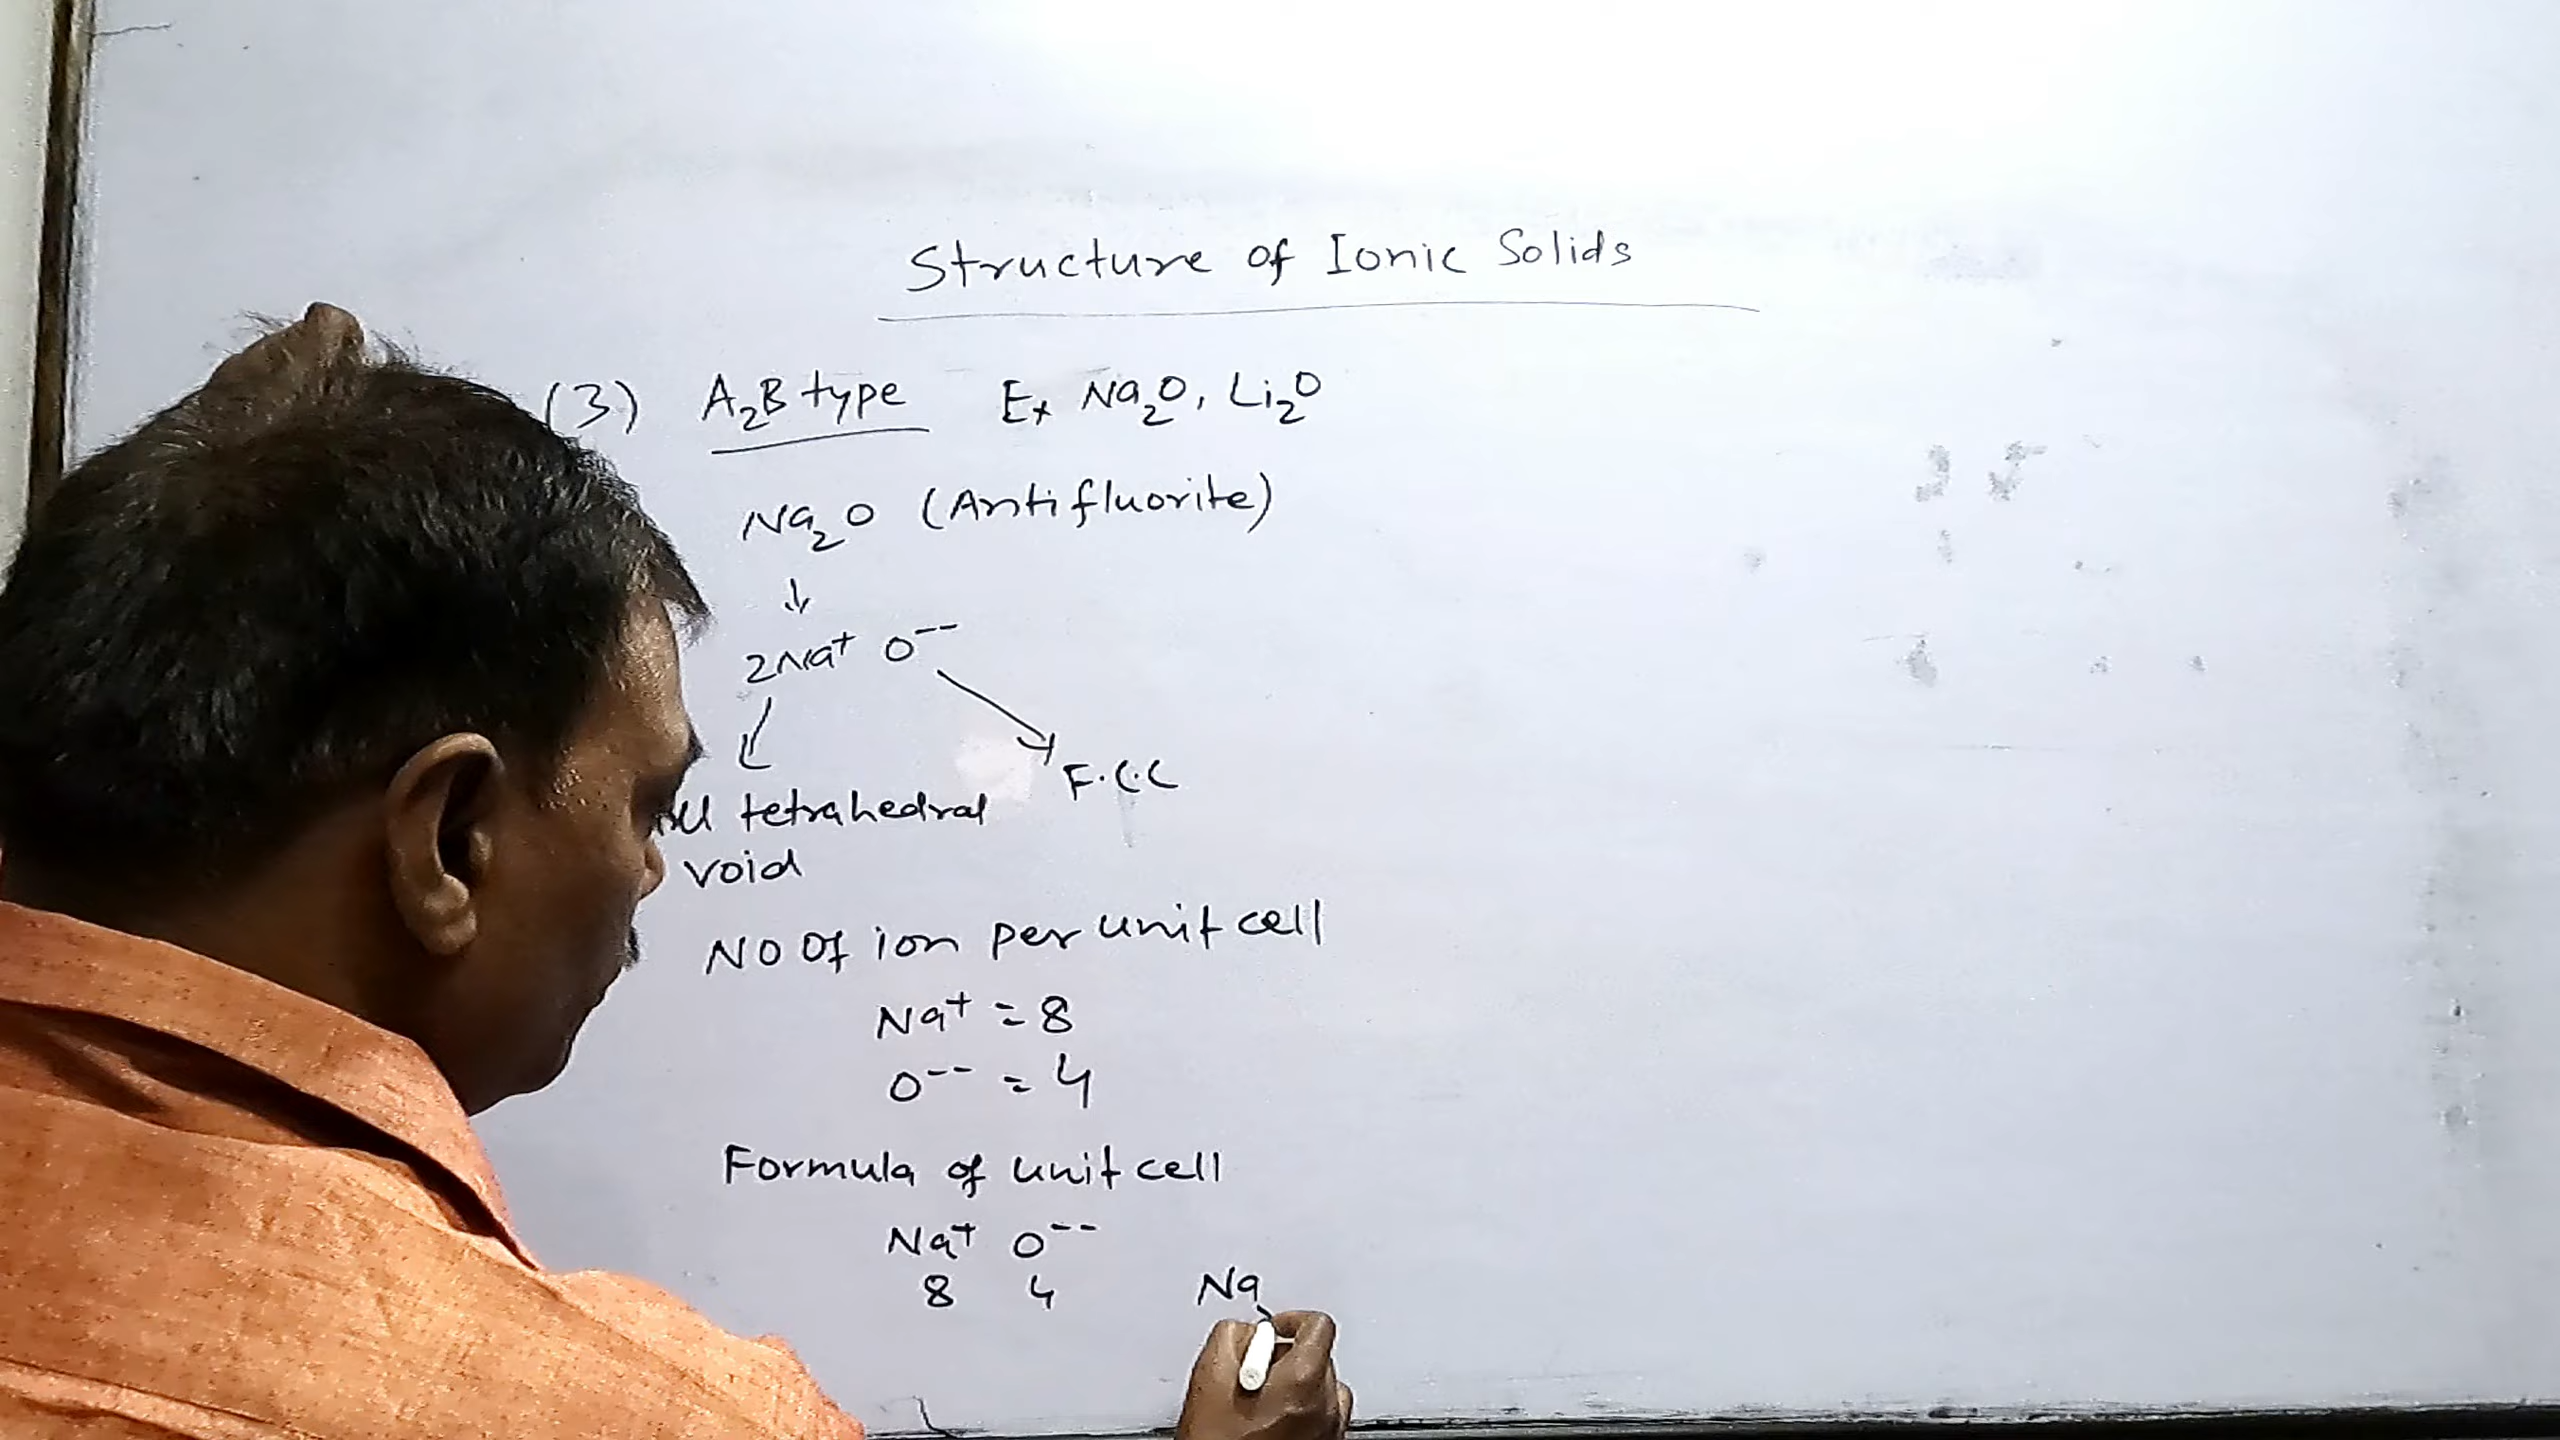 Structure of Ionic Solids
(3) A₂B type Ex Na₂O, Li₂O
Na₂O (Antifluorite)
↓
2Na⁺ O⁻⁻
F.C.C
All tetrahedral
void
NO Of ion per unit cell
Na⁺ = 8
O⁻⁻ = 4
Formula of unit cell
Na⁺ O⁻⁻
8 4 Na